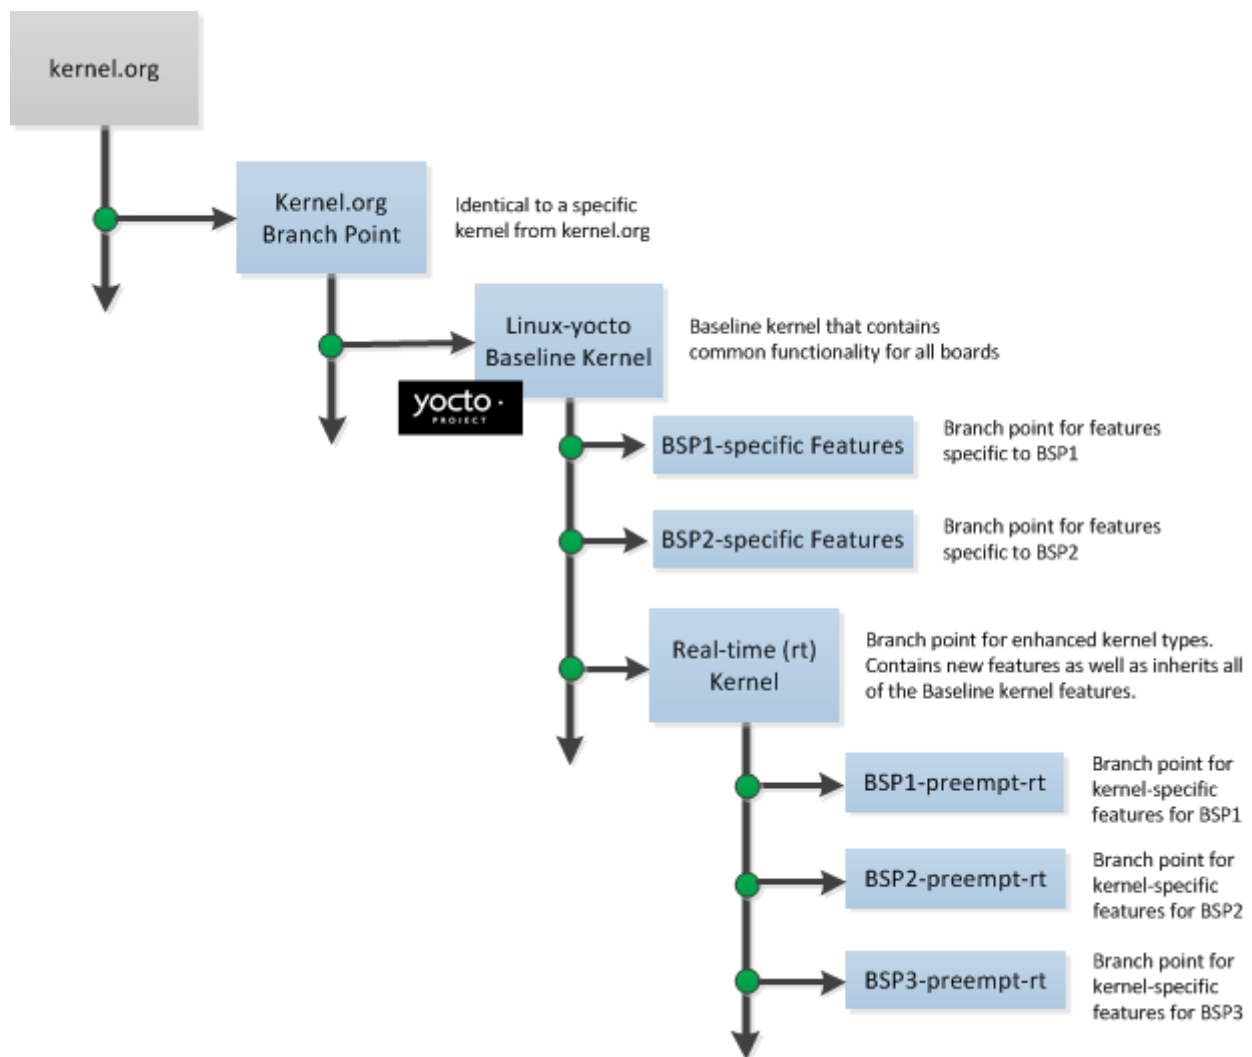 kernel.org
Kernel.org
Branch Point
Identical to a specific
kernel from kernel.org
Linux-yocto
Baseline Kernel
Baseline kernel that contains
common functionality for all boards
yocto ·
PROJECT
BSP1-specific Features
Branch point for features
specific to BSP1
BSP2-specific Features
Branch point for features
specific to BSP2
Real-time (rt)
Kernel
Branch point for enhanced kernel types.
Contains new features as well as inherits all
of the Baseline kernel features.
BSP1-preempt-rt
Branch point for
kernel-specific
features for BSP1
BSP2-preempt-rt
Branch point for
kernel-specific
features for BSP2
BSP3-preempt-rt
Branch point for
kernel-specific
features for BSP3